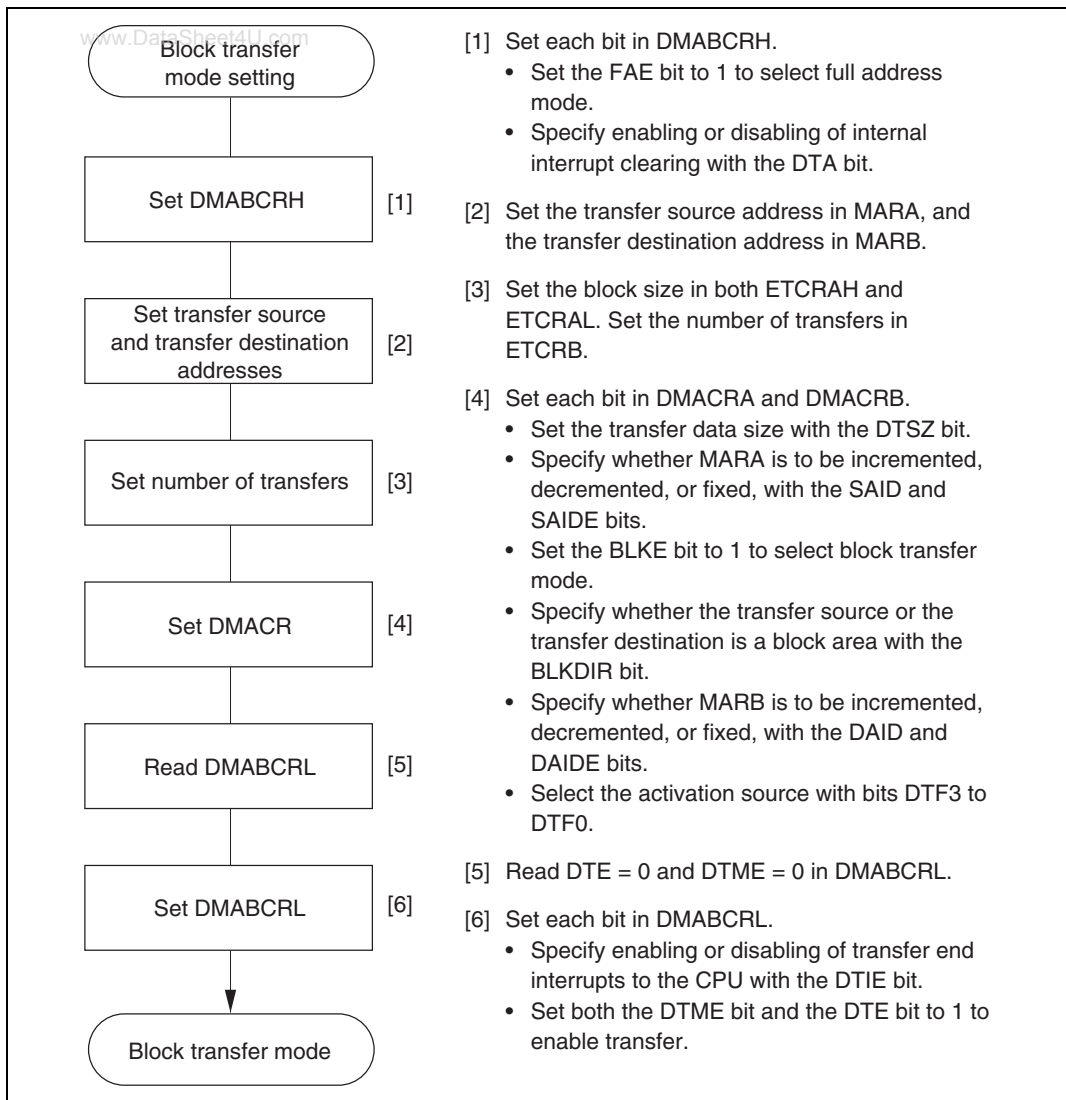 www.DataSheet4U.com
Block transfer
mode setting
Set DMABCRH
[1]
Set transfer source
and transfer destination
addresses
[2]
Set number of transfers
[3]
Set DMACR
[4]
Read DMABCRL
[5]
Set DMABCRL
[6]
Block transfer mode
[1] Set each bit in DMABCRH.
• Set the FAE bit to 1 to select full address
mode.
• Specify enabling or disabling of internal
interrupt clearing with the DTA bit.
[2] Set the transfer source address in MARA, and
the transfer destination address in MARB.
[3] Set the block size in both ETCRAH and
ETCRAL. Set the number of transfers in
ETCRB.
[4] Set each bit in DMACRA and DMACRB.
• Set the transfer data size with the DTSZ bit.
• Specify whether MARA is to be incremented,
decremented, or fixed, with the SAID and
SAIDE bits.
• Set the BLKE bit to 1 to select block transfer
mode.
• Specify whether the transfer source or the
transfer destination is a block area with the
BLKDIR bit.
• Specify whether MARB is to be incremented,
decremented, or fixed, with the DAID and
DAIDE bits.
• Select the activation source with bits DTF3 to
DTF0.
[5] Read DTE = 0 and DTME = 0 in DMABCRL.
[6] Set each bit in DMABCRL.
• Specify enabling or disabling of transfer end
interrupts to the CPU with the DTIE bit.
• Set both the DTME bit and the DTE bit to 1 to
enable transfer.